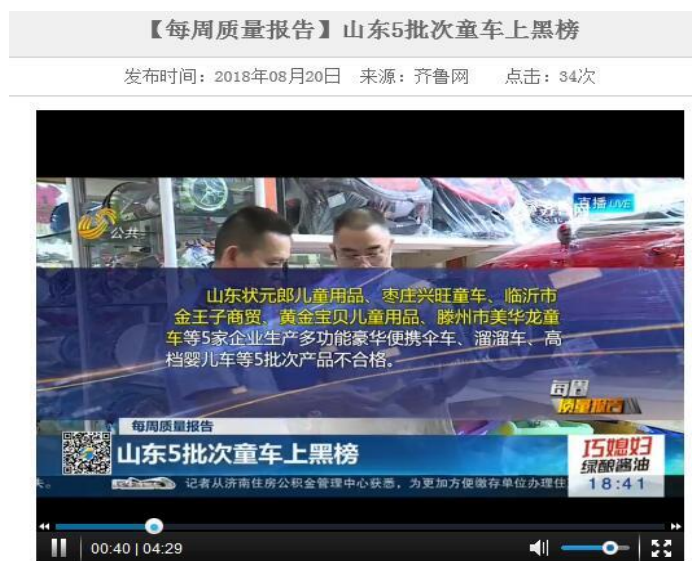 【每周质量报告】山东5批次童车上黑榜
发布时间：2018年08月20日 来源：齐鲁网 点击：34次
直播 LIVE
公共
山东状元郎儿童用品、枣庄兴旺童车、临沂市
金王子商贸、黄金宝贝儿童用品、滕州市美华龙童
车等5家企业生产多功能豪华便携伞车、溜溜车、高
档婴儿车等5批次产品不合格。
每周
质量报告
每周质量报告
山东5批次童车上黑榜
巧媳妇
绿酿酱油
失。
记者从济南住房公积金管理中心获悉，为更加方便缴存单位办理住
18:41
00:40 | 04:29